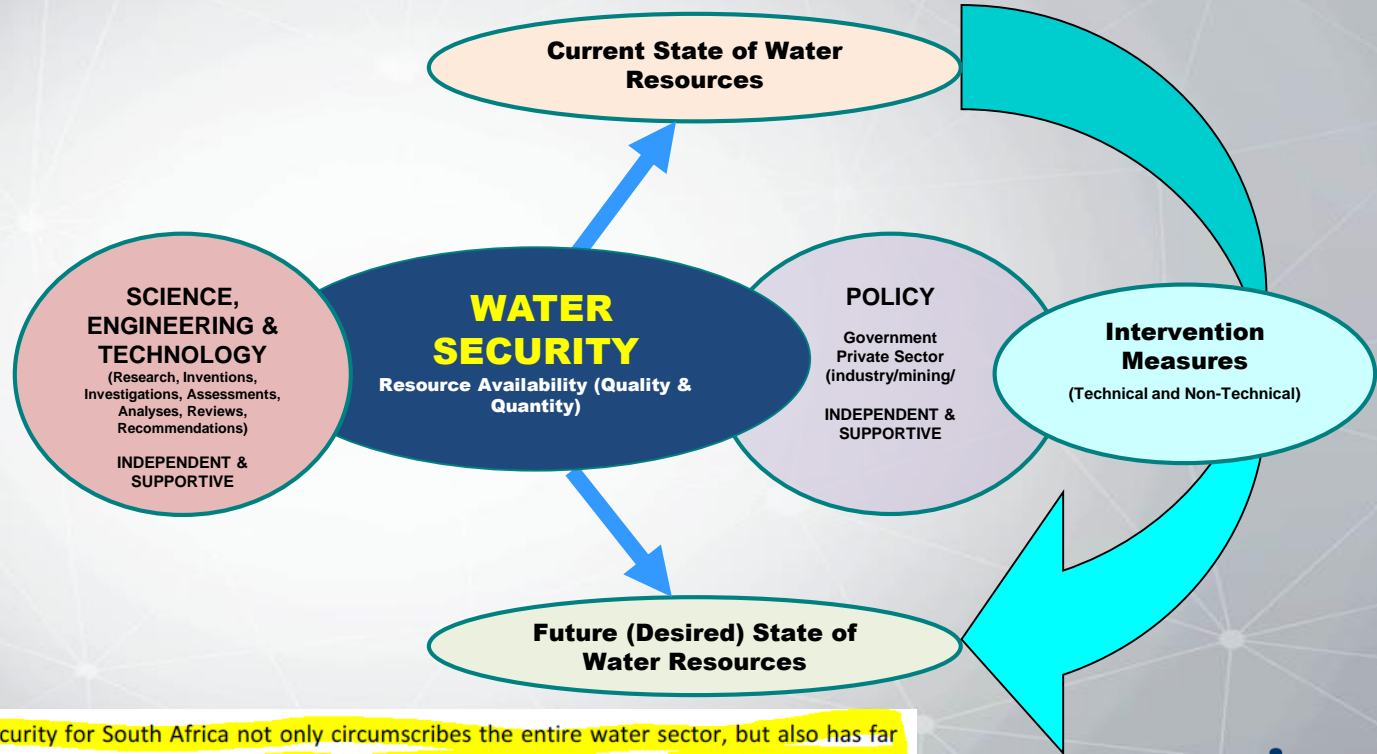 Current State of Water
Resources
SCIENCE,
ENGINEERING &
TECHNOLOGY
(Research, Inventions,
Investigations, Assessments,
Analyses, Reviews,
Recommendations)
INDEPENDENT &
SUPPORTIVE
WATER
SECURITY
Resource Availability (Quality &
Quantity)
POLICY
Government
Private Sector
(industry/mining/
INDEPENDENT &
SUPPORTIVE
Intervention
Measures
(Technical and Non-Technical)
Future (Desired) State of
Water Resources
curity for South Africa not only circumscribes the entire water sector, but also has far